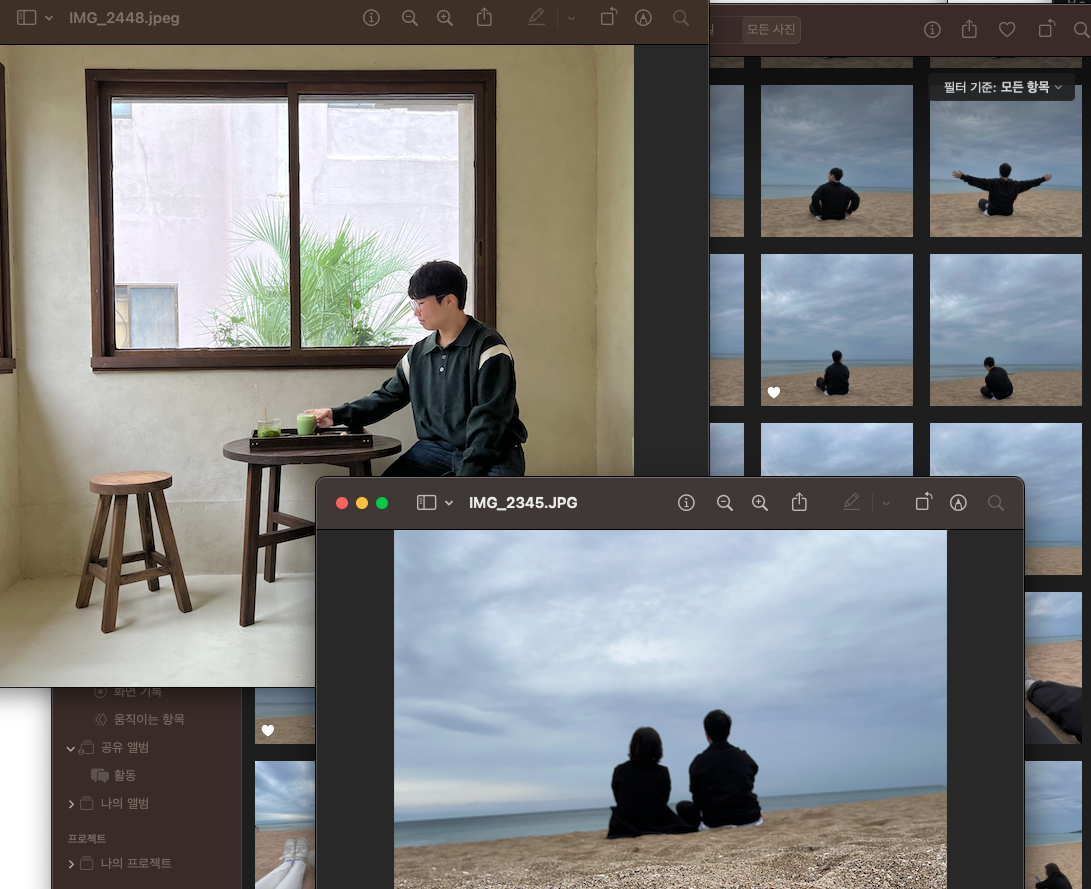 IMG_2448.jpeg
모든 사진
필터 기준: 모든 항목
IMG_2345.JPG
화면 기록
움직이는 항목
공유 앨범
활동
나의 앨범
프로젝트
나의 프로젝트